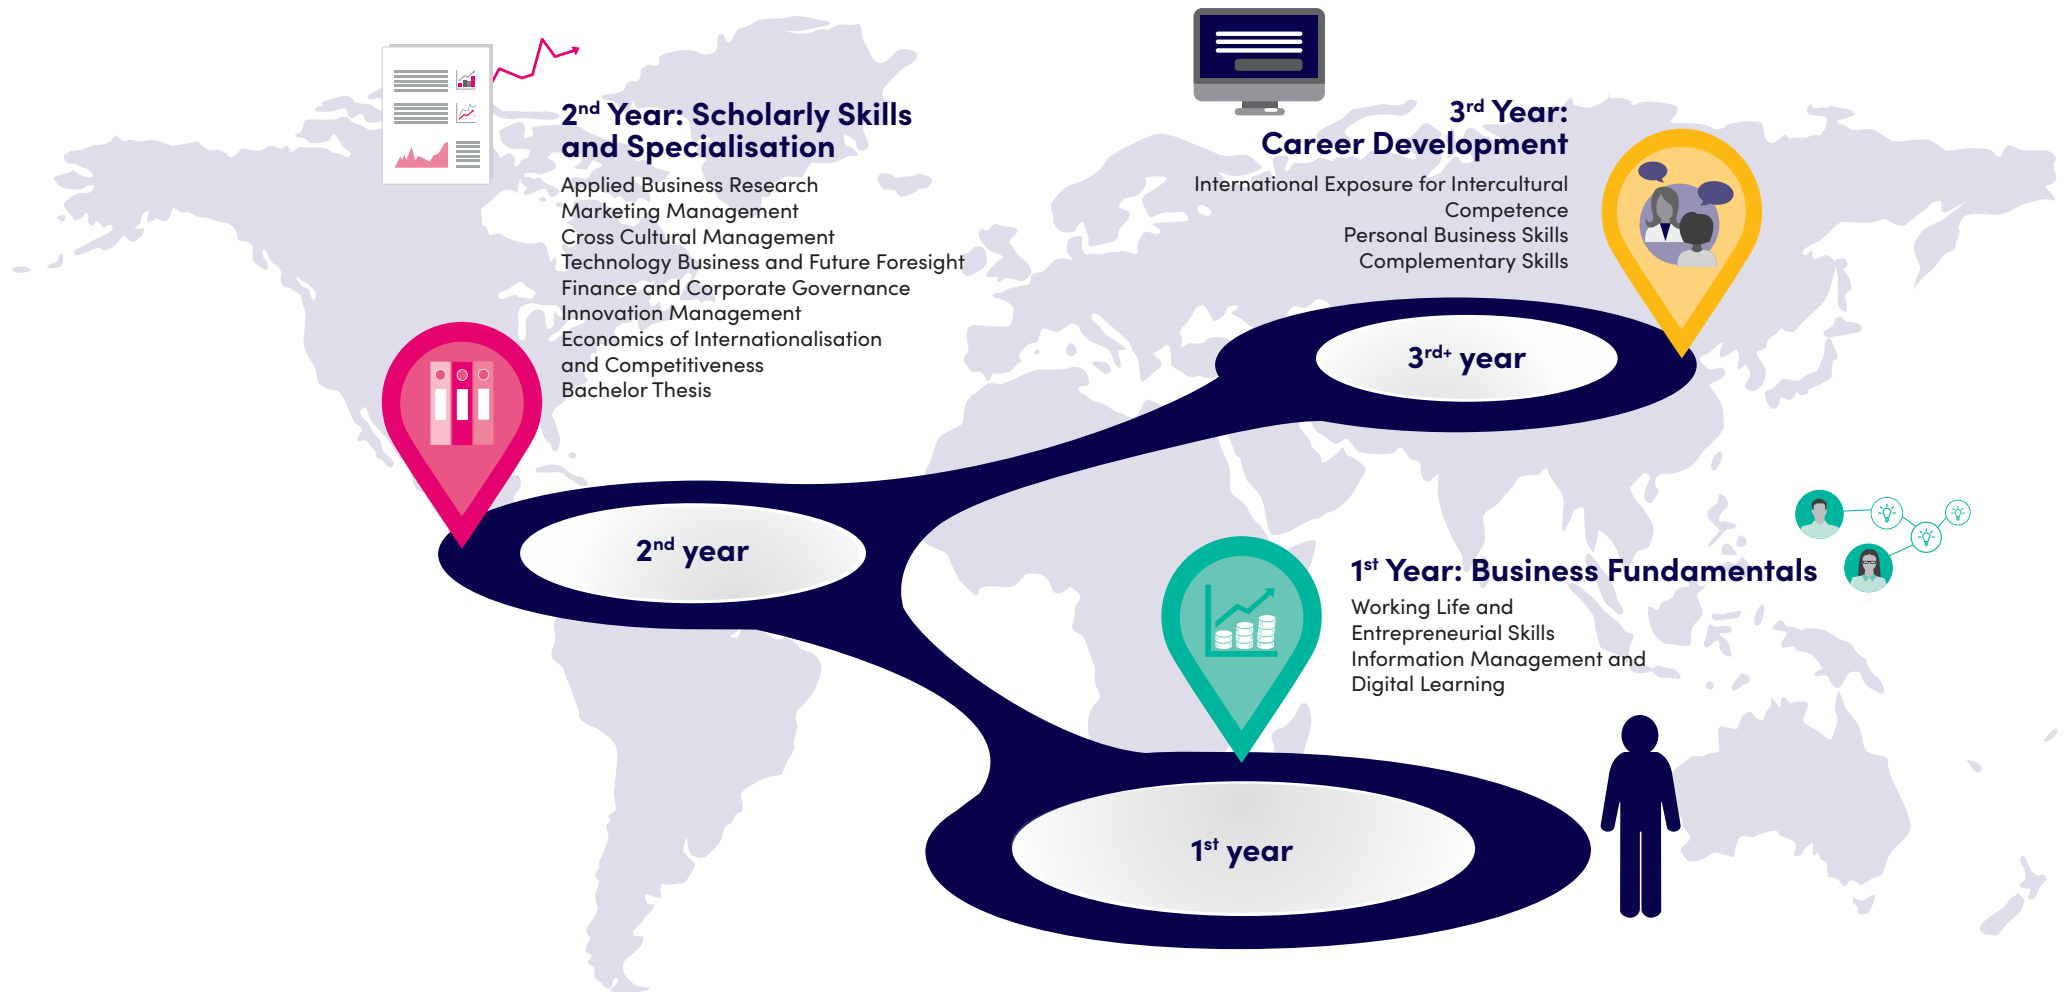 2nd Year: Scholarly Skills
and Specialisation
Applied Business Research
Marketing Management
Cross Cultural Management
Technology Business and Future Foresight
Finance and Corporate Governance
Innovation Management
Economics of Internationalisation
and Competitiveness
Bachelor Thesis
3rd Year:
Career Development
International Exposure for Intercultural
Competence
Personal Business Skills
Complementary Skills
3rd+ year
2nd year
1st Year: Business Fundamentals
Working Life and
Entrepreneurial Skills
Information Management and
Digital Learning
1st year